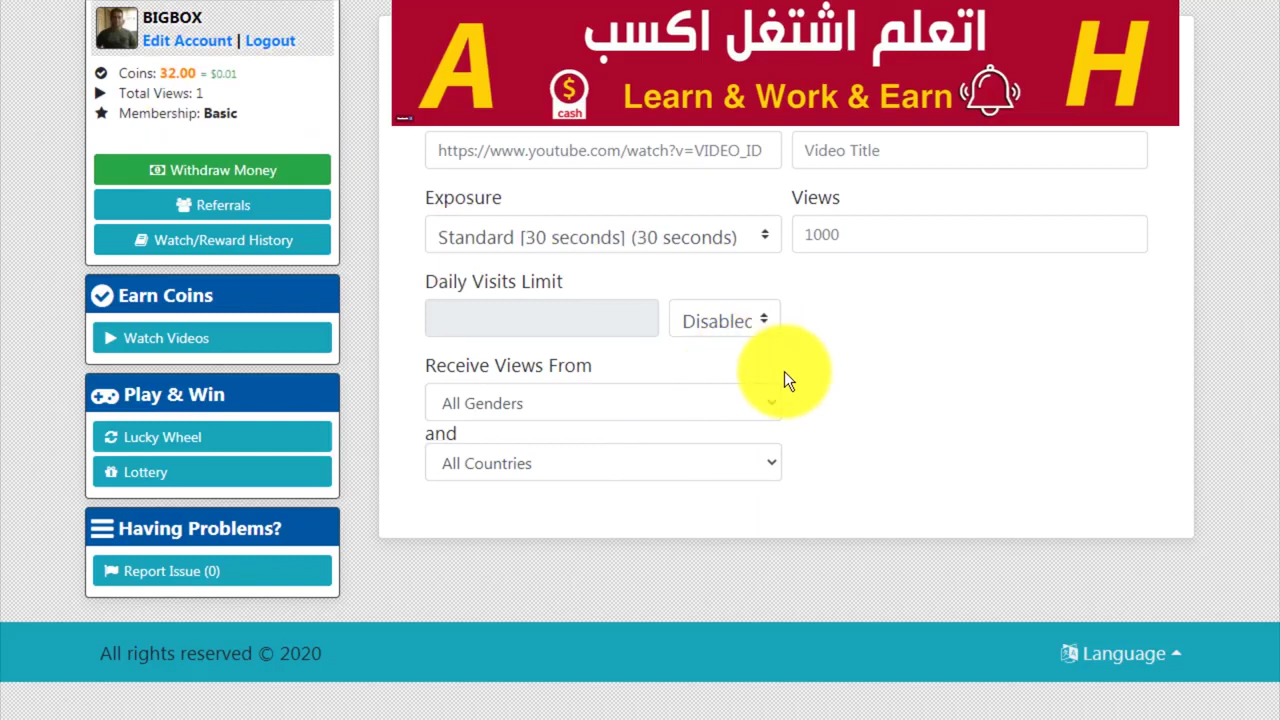 BIGBOX
Edit Account | Logout
Coins: 32.00 = $0.01
Total Views: 1
Membership: Basic
Withdraw Money
Referrals
Watch/Reward History
Earn Coins
Watch Videos
Play & Win
Lucky Wheel
Lottery
Having Problems?
Report Issue (0)
A
اتعلم اشتغل اكسب
H
$
cash
Learn & Work & Earn
https://www.youtube.com/watch?v=VIDEO_ID
Video Title
Exposure
Views
Standard [30 seconds] (30 seconds)
1000
Daily Visits Limit
Disabled
Receive Views From
All Genders
and
All Countries
All rights reserved © 2020
Language